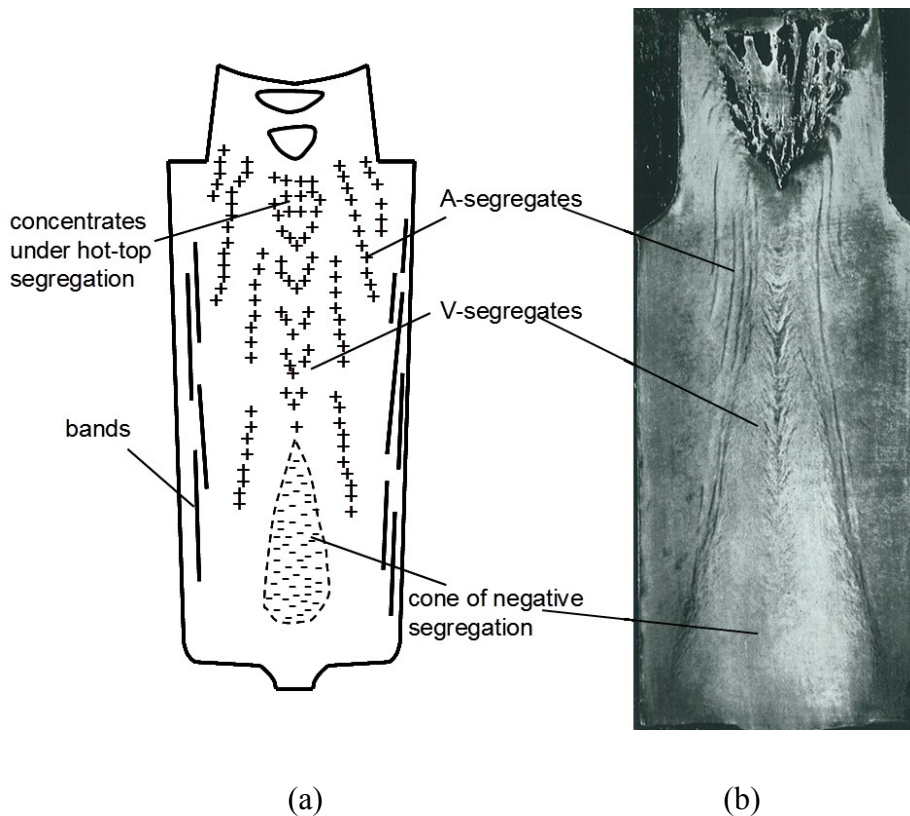 concentrates
under hot-top
segregation
A-segregates
V-segregates
bands
cone of negative
segregation
(a)
(b)